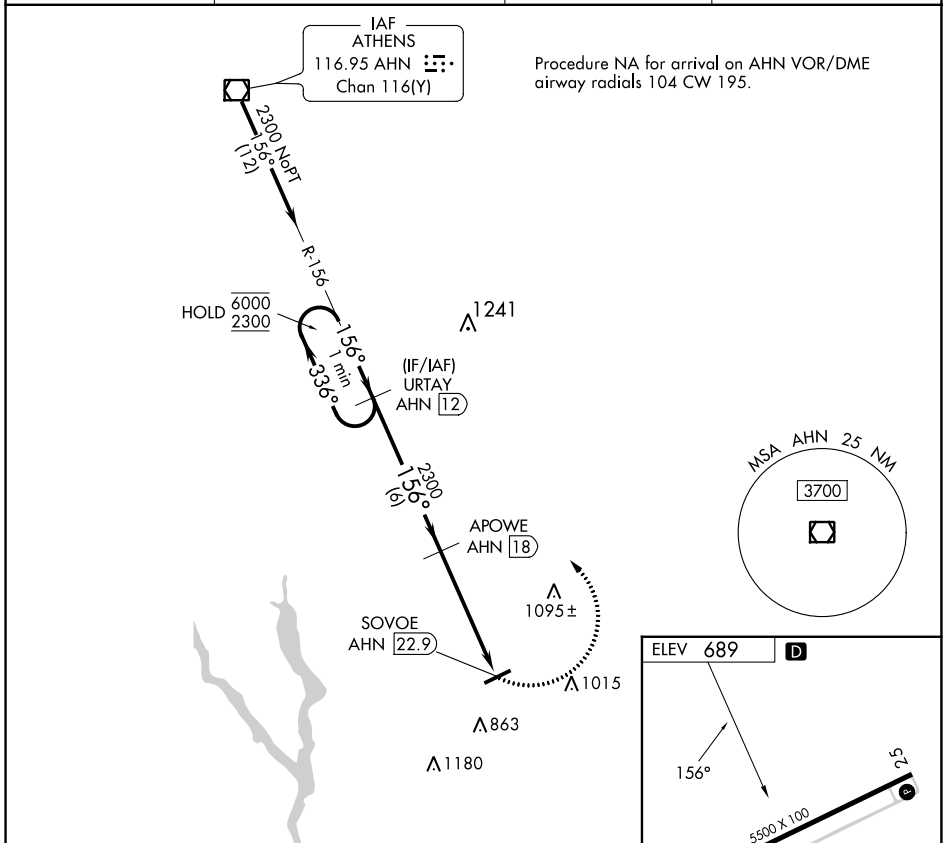 IAF
ATHENS
116.95 AHN
Chan 116(Y)
Procedure NA for arrival on AHN VOR/DME
airway radials 104 CW 195.
2300 NoPT
156°
(12)
R-156
HOLD 6000
2300
1241
156°
1 min
336°
(IF/IAF)
URTAY
AHN 12
2300
156°
(6)
MSA AHN 25 NM
3700
APOWE
AHN 18
1095±
SOVOE
AHN 22.9
1015
863
1180
ELEV 689 D
156°
25
P
5500 X 100